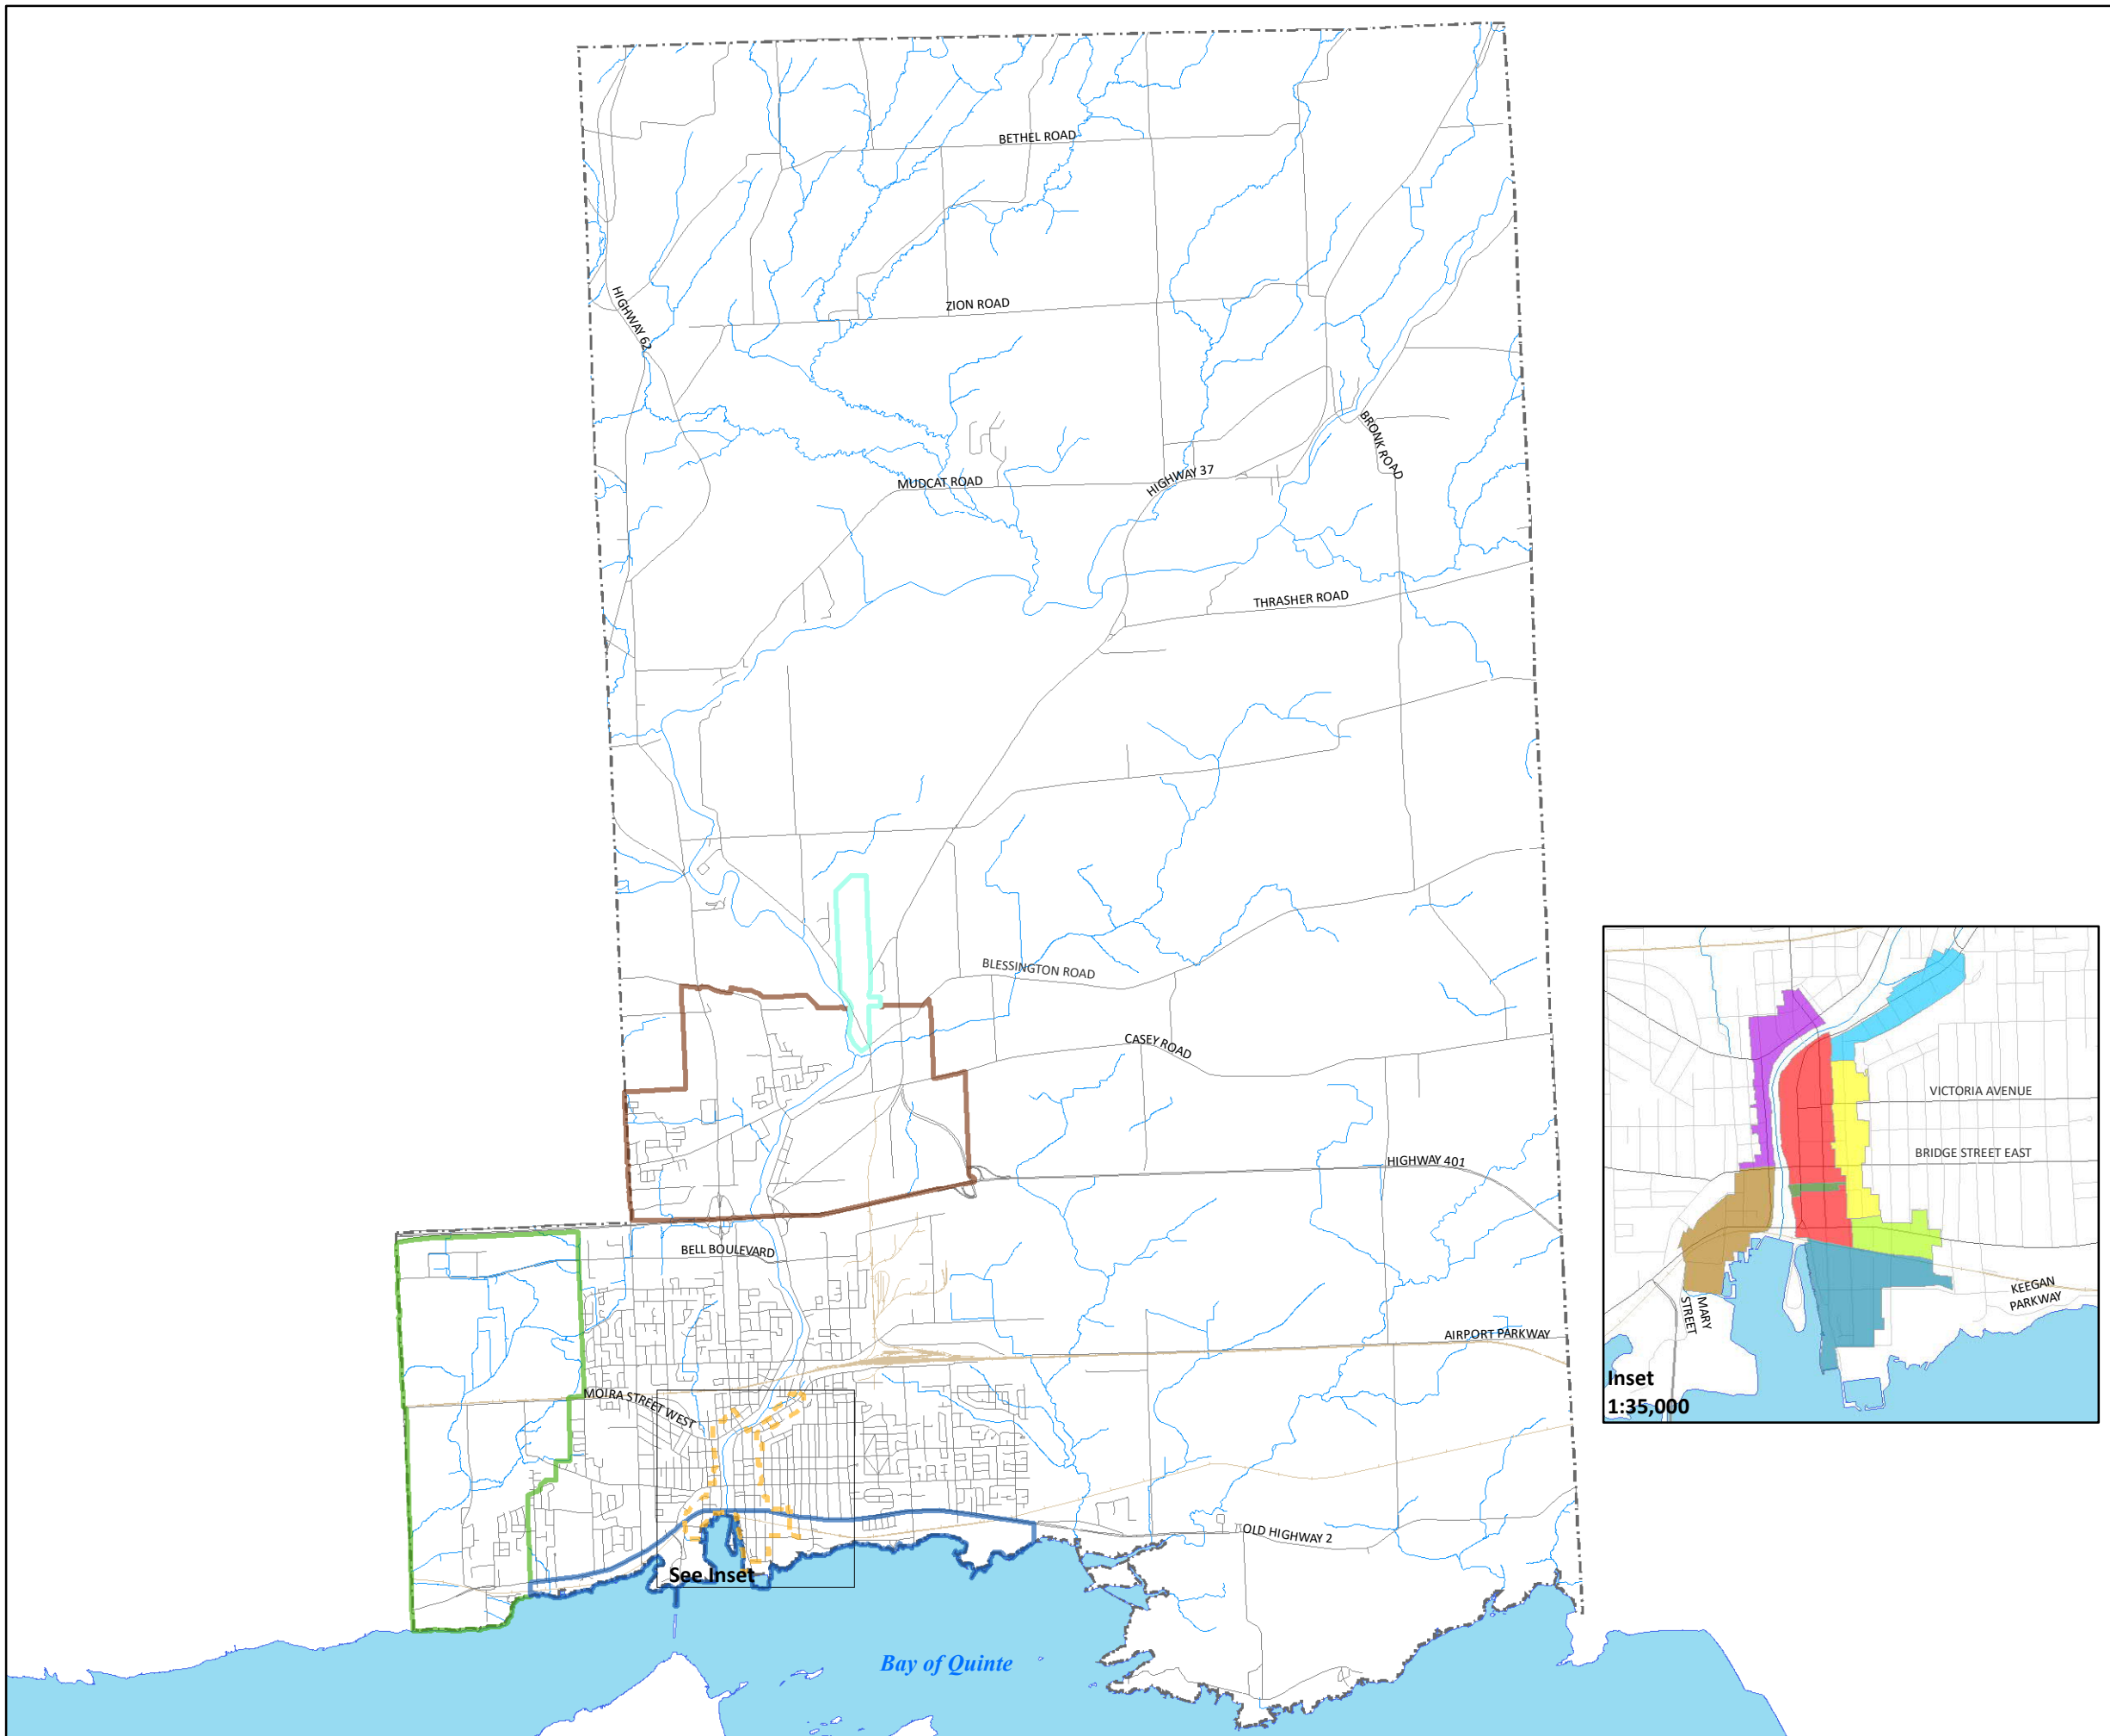 BETHEL ROAD
ZION ROAD
HIGHWAY 62
BRONK ROAD
HIGHWAY 37
MUDCAT ROAD
THRASHER ROAD
BLESSINGTON ROAD
CASEY ROAD
VICTORIA AVENUE
BRIDGE STREET EAST
HIGHWAY 401
BELL BOULEVARD
KEEGAN
PARKWAY
MARY
STREET
AIRPORT PARKWAY
Inset
1:35,000
MOIRA STREET WEST
OLD HIGHWAY 2
See Inset
Bay of Quinte